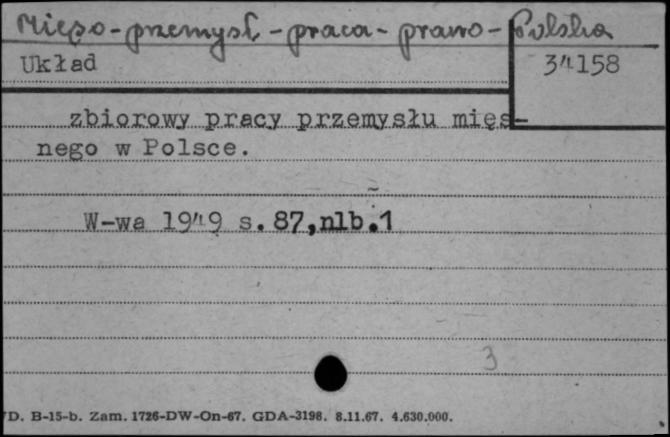 Mięso-przemysł-praca-prawo-Polska
Układ
34158
zbiorowy pracy przemysłu mięs-
nego w Polsce.
W-wa 1949 s.87,nlb.1
3
D. B-15-b. Zam. 1726-DW-On-67. GDA-3198. 8.11.67. 4.630.000.